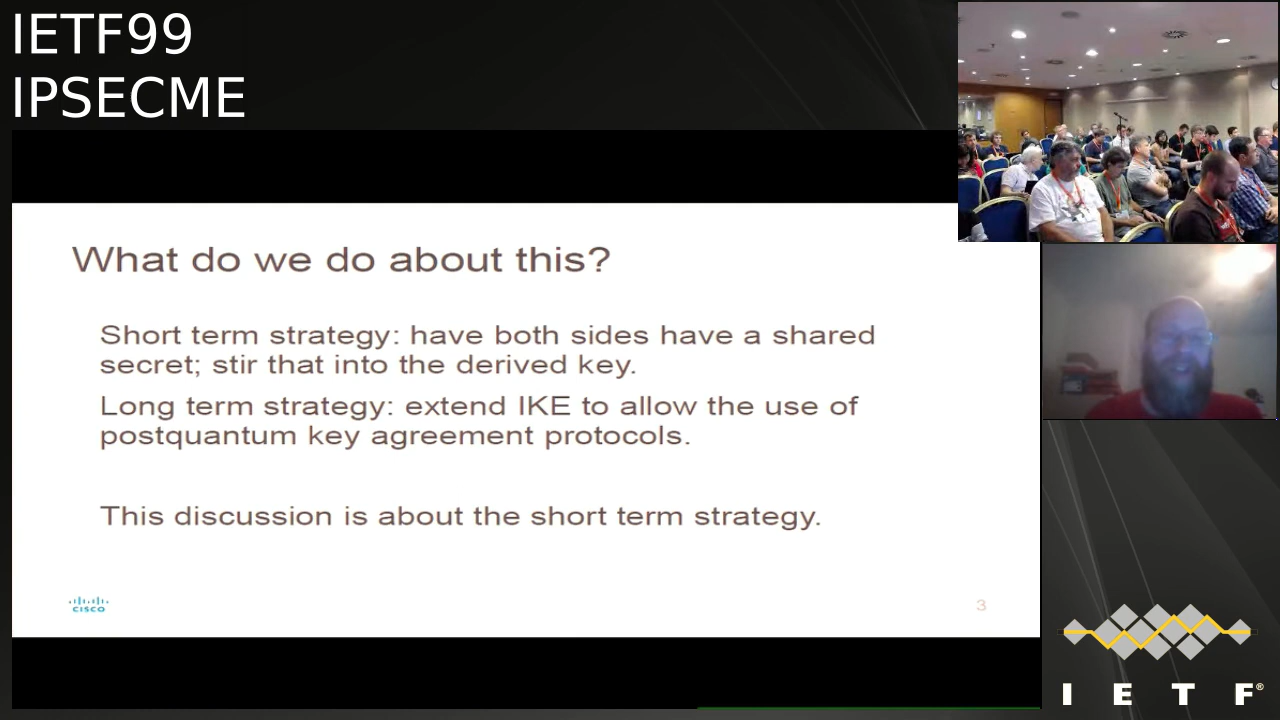 IETF99
IPSECME
What do we do about this?
Short term strategy: have both sides have a shared
secret; stir that into the derived key.
Long term strategy: extend IKE to allow the use of
postquantum key agreement protocols.
This discussion is about the short term strategy.
CISCO
3
I E T F®